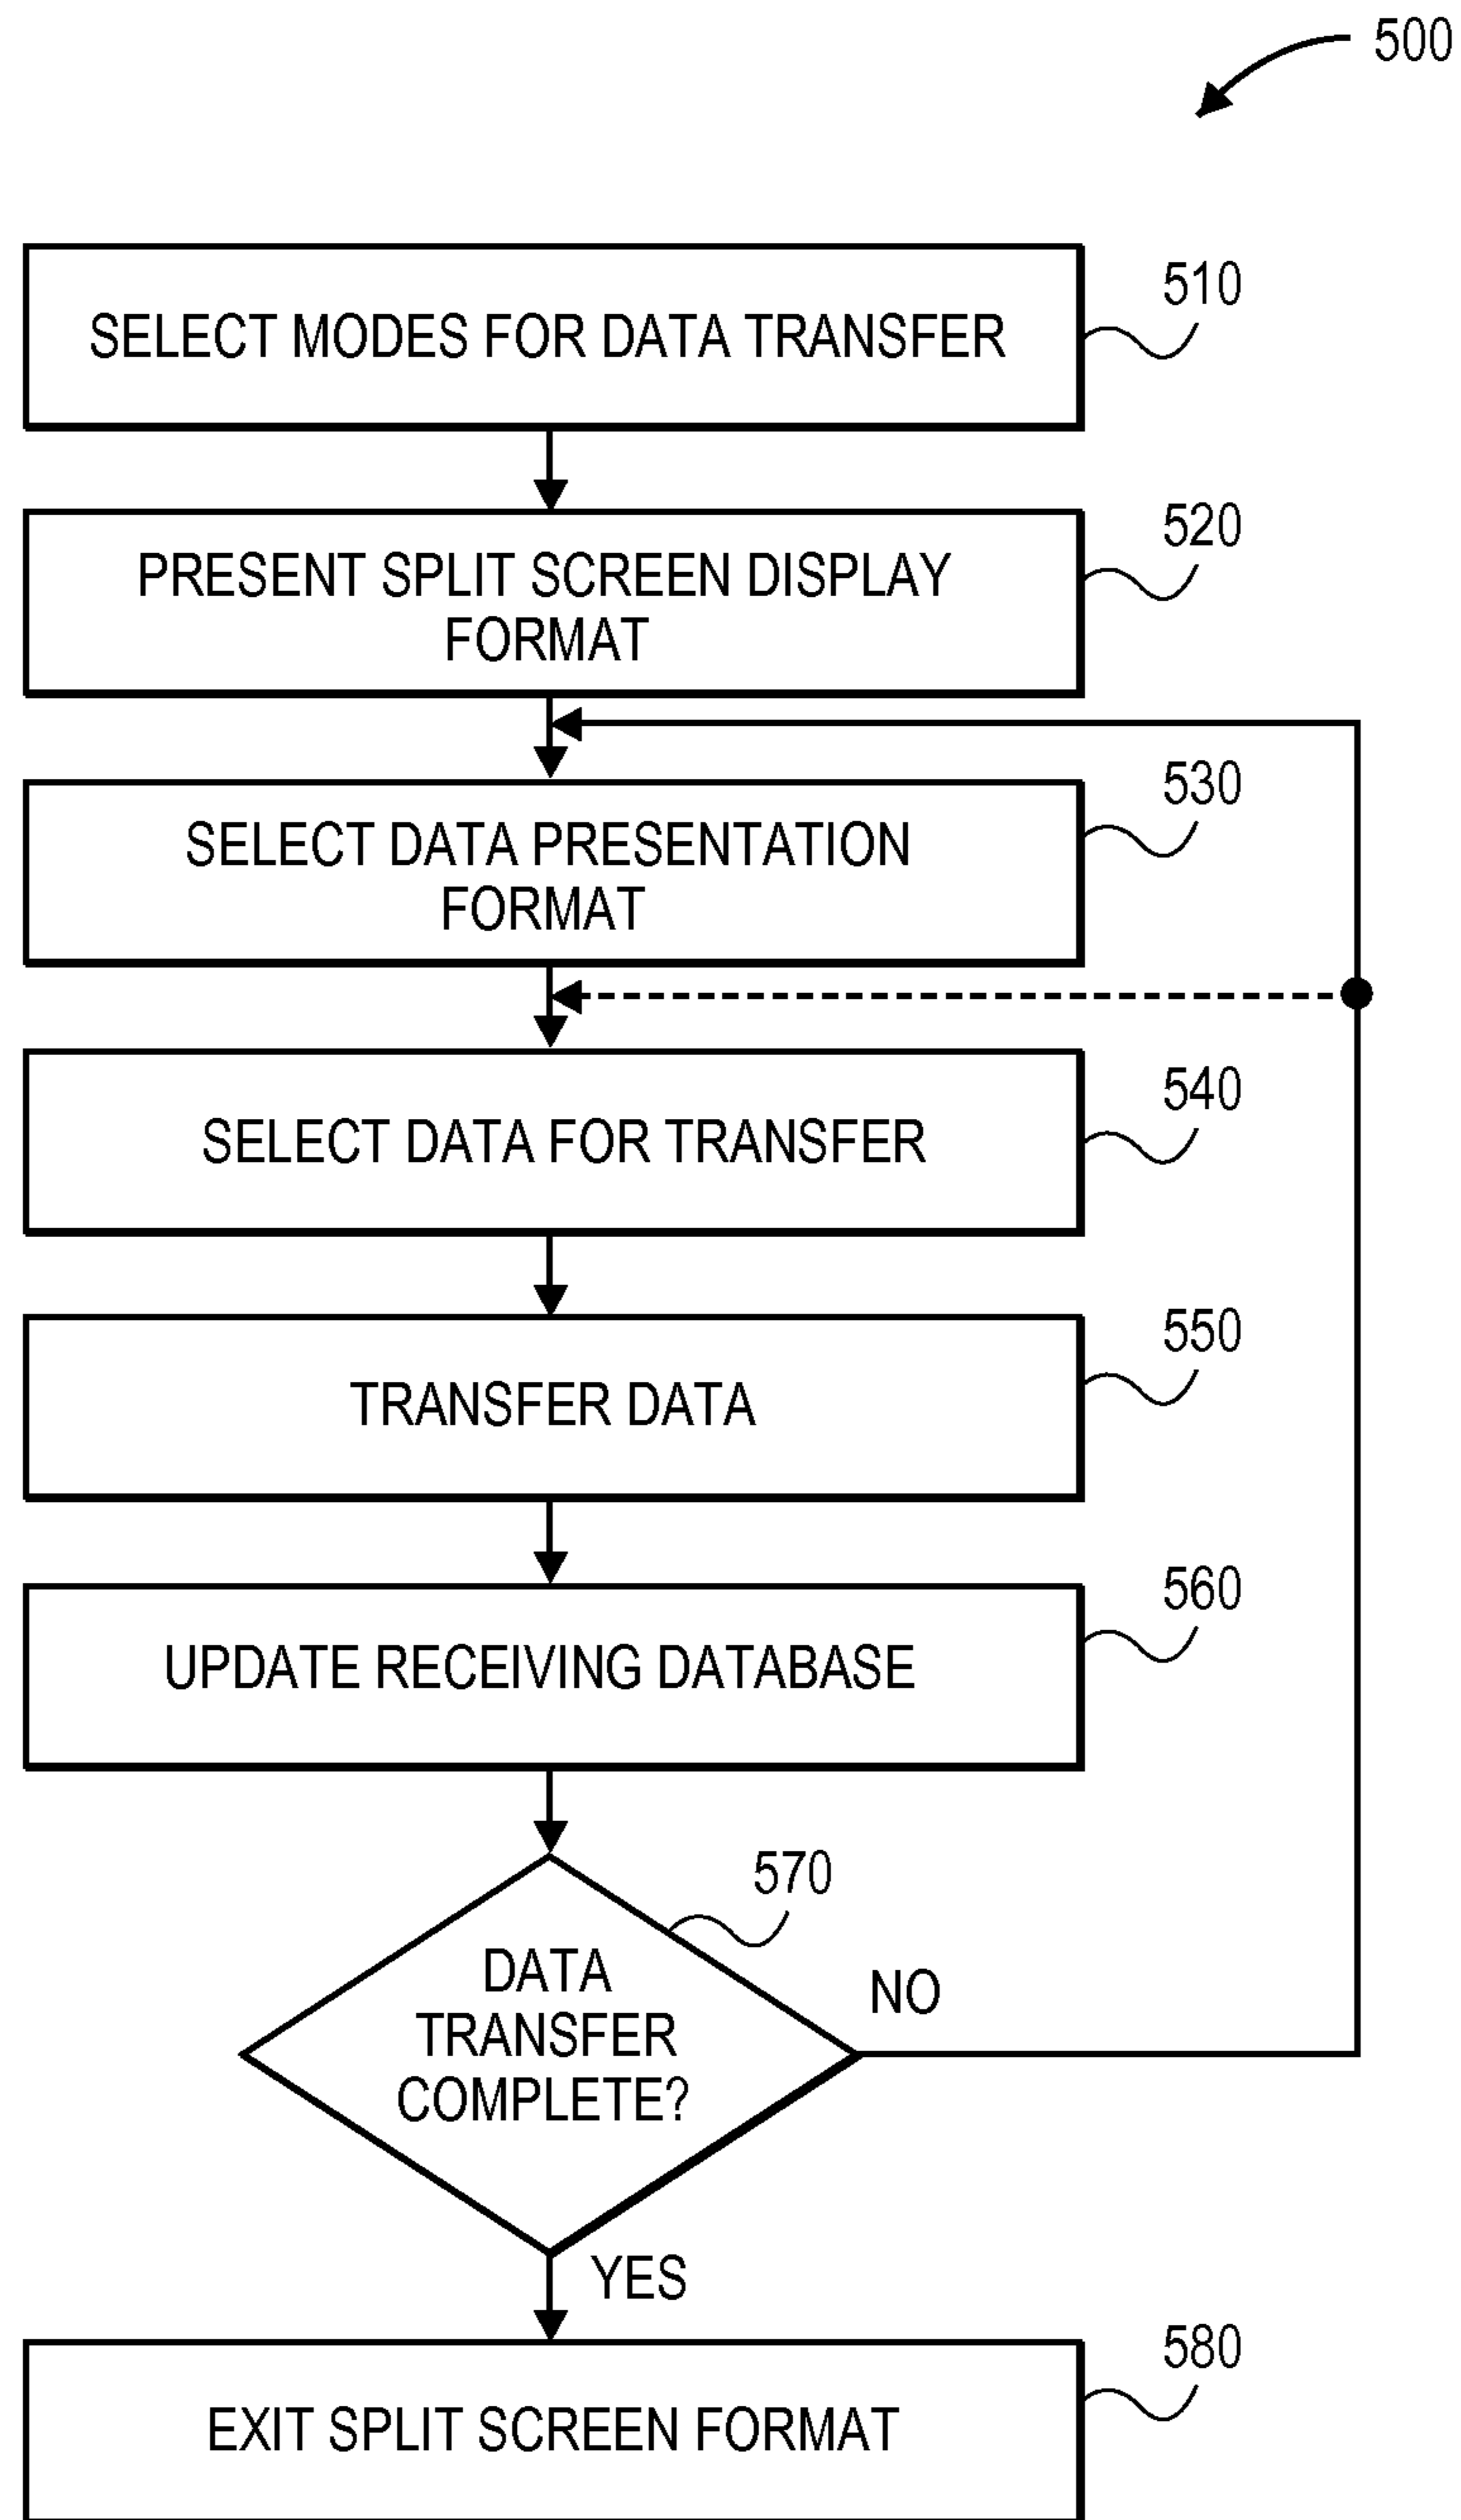 500
SELECT MODES FOR DATA TRANSFER
510
PRESENT SPLIT SCREEN DISPLAY
FORMAT
520
SELECT DATA PRESENTATION
FORMAT
530
SELECT DATA FOR TRANSFER
540
TRANSFER DATA
550
UPDATE RECEIVING DATABASE
560
DATA
TRANSFER
COMPLETE?
570
NO
YES
EXIT SPLIT SCREEN FORMAT
580